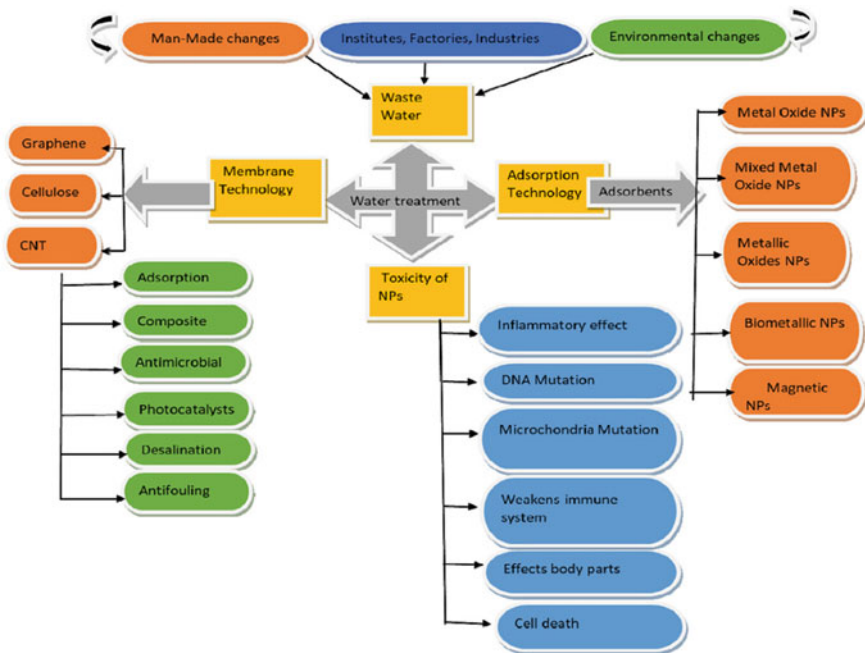 Man-Made changes
Institutes, Factories, Industries
Environmental changes
Waste
Water
Graphene
Cellulose
CNT
Membrane
Technology
Water treatment
Adsorption
Technology
Adsorbents
Metal Oxide NPs
Mixed Metal
Oxide NPs
Metallic
Oxides NPs
Biometallic NPs
Magnetic
NPs
Toxicity of
NPs
Adsorption
Composite
Antimicrobial
Photocatalysts
Desalination
Antifouling
Inflammatory effect
DNA Mutation
Microchondria Mutation
Weakens immune
system
Effects body parts
Cell death